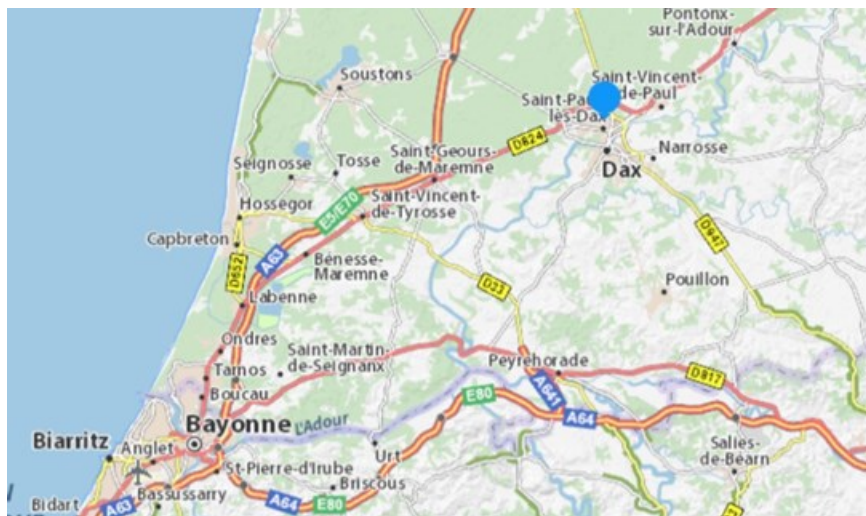 Pontonx-
sur-l'Adour
Soustons
Saint-Vincent-
de-Paul
Saint-Pa
lès-Dax
D824
Narrosse
Saint-Geours-
de-Maremne
Dax
Seignosse
Tosse
E5/E70
Saint-Vincent-
de-Tyrosse
Hossegor
D947
Capbreton
A63
Bénesse-
Maremne
D652
D33
Pouillon
Labenne
Ondres
Saint-Martin-
de-Seignanx
Peyrehorade
Tarnos
D817
A641
Boucau
E80
A64
Bayonne
L'Adour
Biarritz
Anglet
Urt
Salies-
de-Béarn
St-Pierre-d'Irube
Briscous
Bassussarry
Bidart
A63
A64
E80